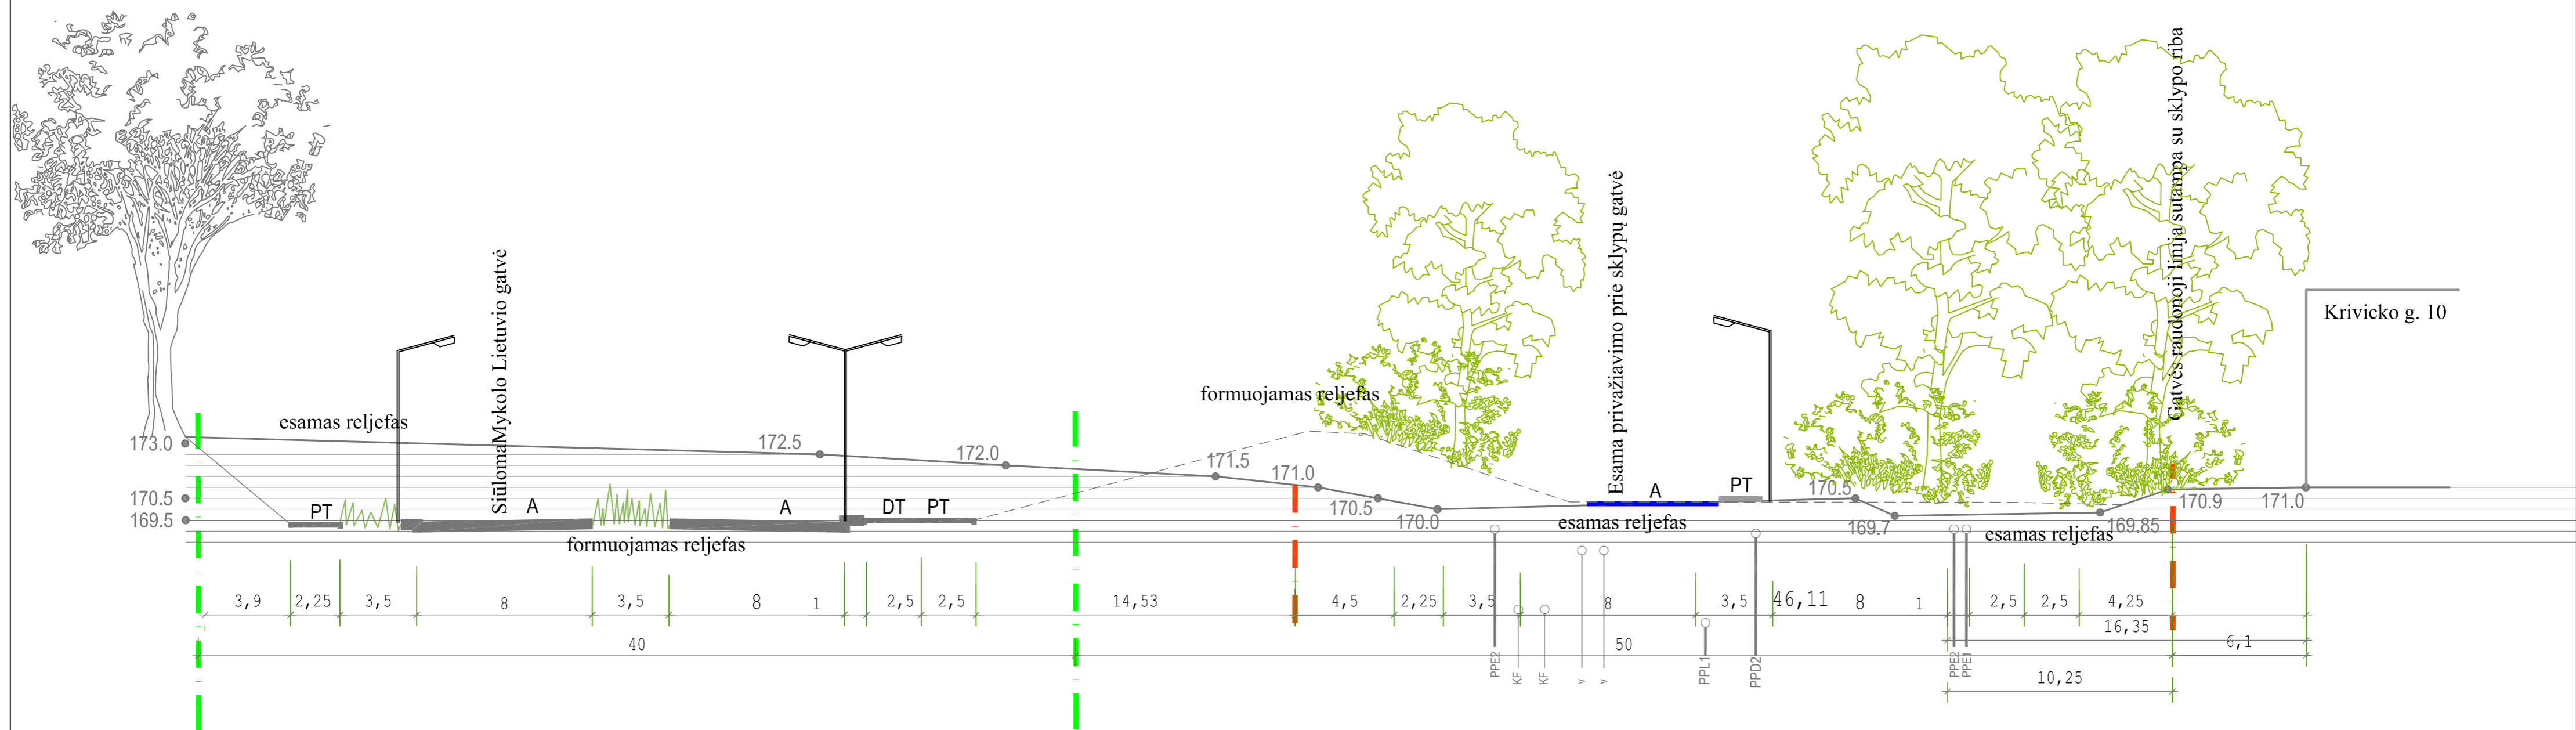 Gatvės raudonoji linija/sutampa su sklypo riba
Esama privažiavimo prie sklypų gatvė
SiūlomaMykolo Lietuvio gatvė
Krivicko g. 10
formuojamas reljefas
esamas reljefas
173.0
172.5
172.0
171.5
171.0
170.5
170.0
170.5
169.7
169.85
170.9
171.0
170.5
169.5
PT
A
A
DT
PT
A
PT
esamas reljefas
esamas reljefas
formuojamas reljefas
3,9
2,25
3,5
8
3,5
8
1
2,5
2,5
14,53
4,5
2,25
3,5
8
3,5
46,11
8
1
2,5
2,5
4,25
16,35
6,1
40
50
10,25
PPE2
KF
KF
v
v
PPL1
PPD2
PPE2
PPE1